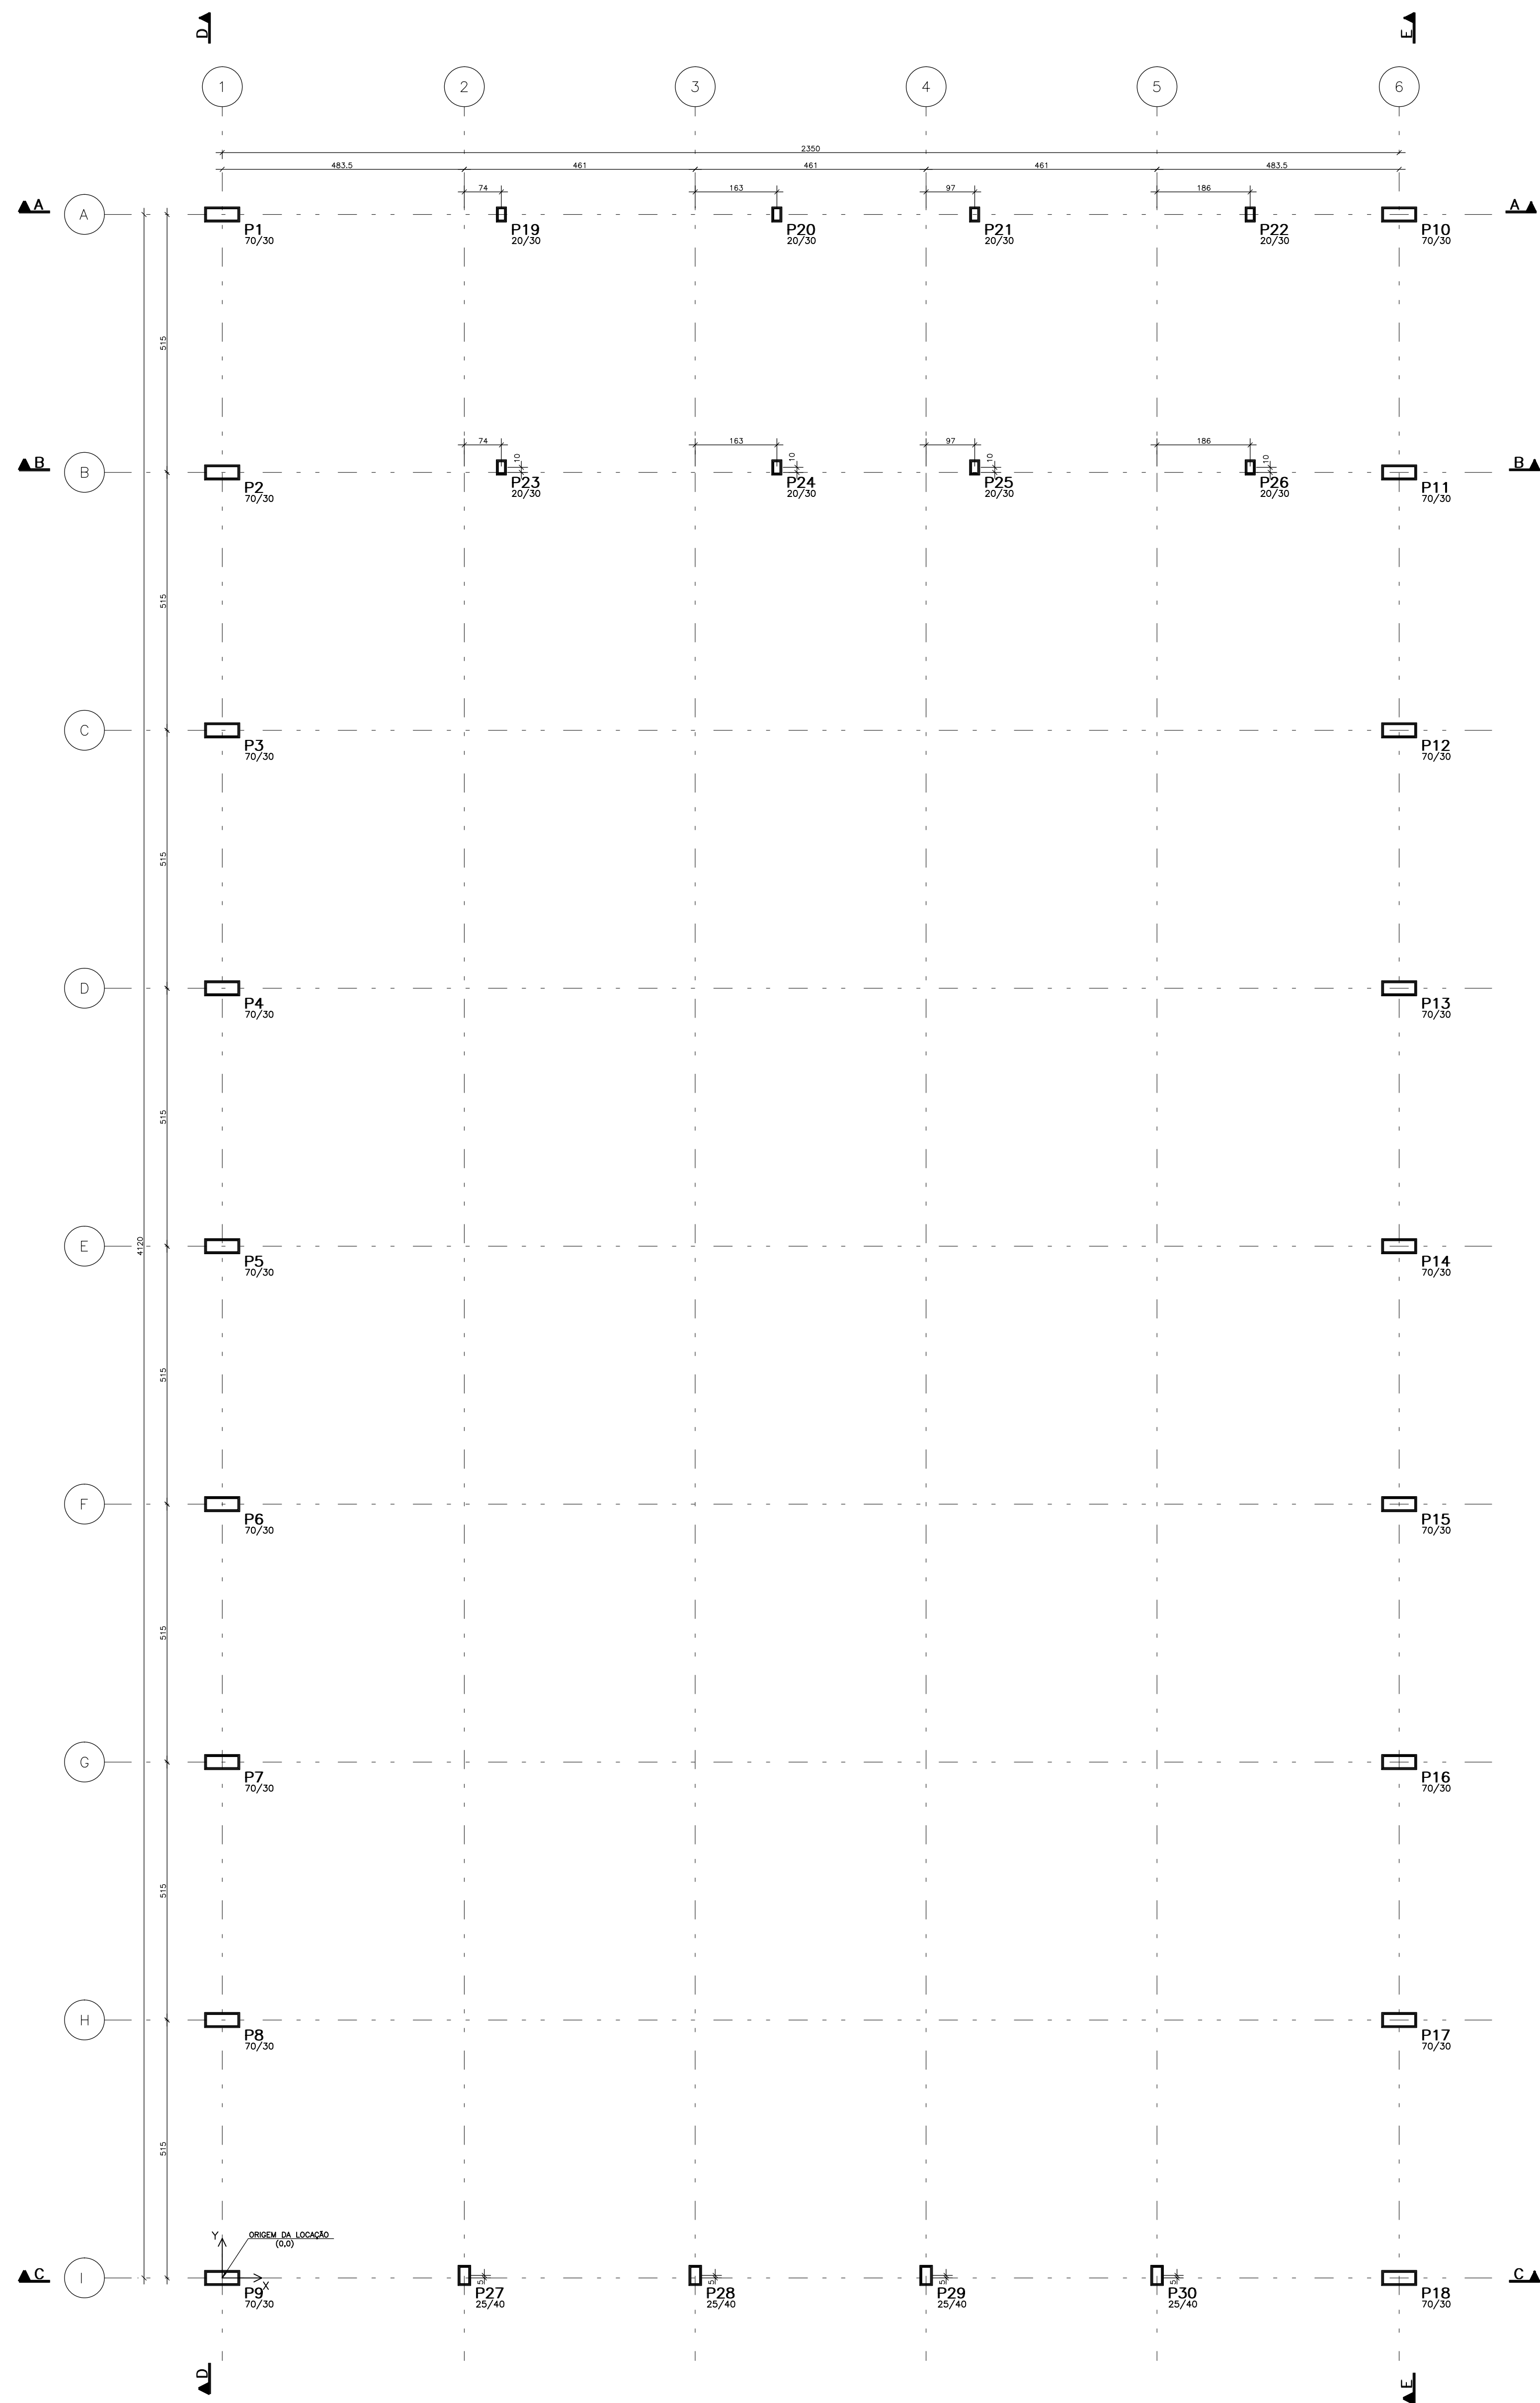 D
E
1
2
3
4
5
6
2350
483.5
461
461
461
483.5
74
163
97
186
A
A
A
P1
70/30
P19
20/30
P20
20/30
P21
20/30
P22
20/30
P10
70/30
515
74
163
97
186
B
B
10
10
10
10
B
P2
70/30
P23
20/30
P24
20/30
P25
20/30
P26
20/30
P11
70/30
515
C
P3
70/30
P12
70/30
515
D
P4
70/30
P13
70/30
515
E
4120
P5
70/30
P14
70/30
515
F
P6
70/30
P15
70/30
515
G
P7
70/30
P16
70/30
515
H
P8
70/30
P17
70/30
515
Y
ORIGEM DA LOCAÇÃO
(0,0)
C
I
X
5
5
5
5
C
P9
70/30
P27
25/40
P28
25/40
P29
25/40
P30
25/40
P18
70/30
D
E